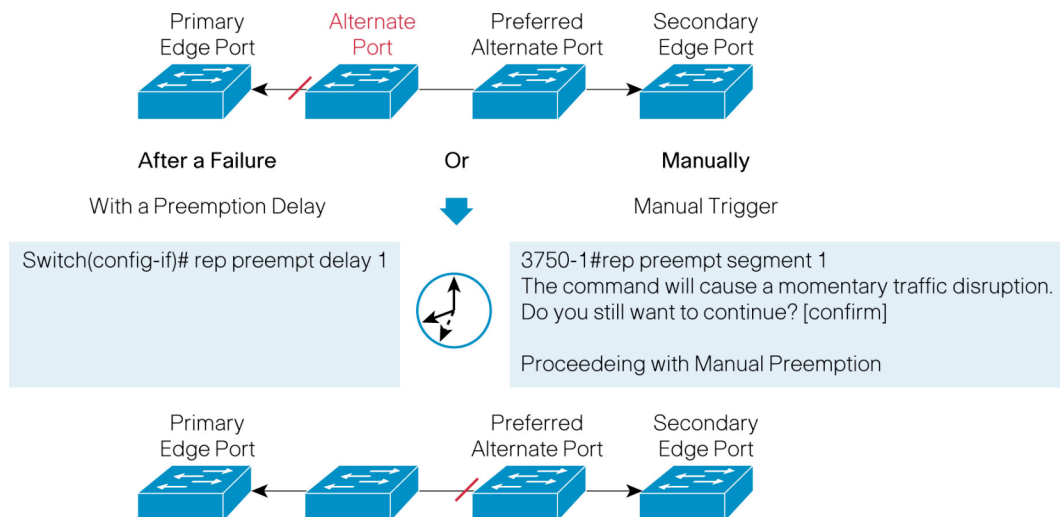 Primary
Edge Port
Alternate
Port
Preferred
Alternate Port
Secondary
Edge Port
After a Failure
Or
Manually
With a Preemption Delay
Manual Trigger
Switch(config-if)# rep preempt delay 1
3750-1#rep preempt segment 1
The command will cause a momentary traffic disruption.
Do you still want to continue? [confirm]
Proceedeing with Manual Preemption
Primary
Edge Port
Preferred
Alternate Port
Secondary
Edge Port